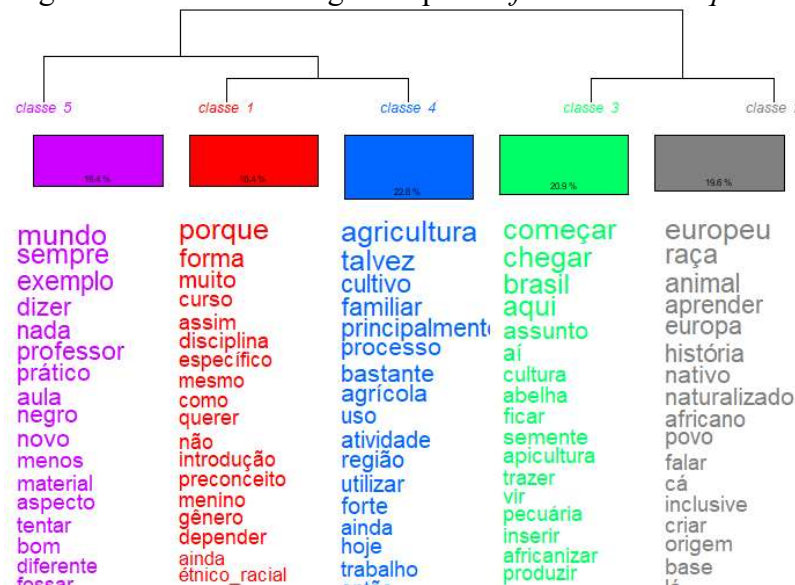 classe 5
classe 1
classe 4
classe 3
classe
22.8 %
20.9 %
19.6 %
mundo
sempre
exemplo
dizer
nada
professor
prático
aula
negro
novo
menos
material
aspecto
tentar
bom
diferente
porque
forma
muito
curso
assim
disciplina
específico
mesmo
como
querer
não
introdução
preconceito
menino
gênero
depender
ainda
étnico_racial
agricultura
talvez
cultivo
familiar
principalment
processo
bastante
agrícola
uso
atividade
região
utilizar
forte
ainda
hoje
trabalho
começar
chegar
brasil
aqui
assunto
aí
cultura
abelha
ficar
semente
apicultura
trazer
vir
pecuária
inserir
africanizar
produzir
europeu
raça
animal
aprender
europa
história
nativo
naturalizado
africano
povo
falar
cá
inclusive
criar
origem
base